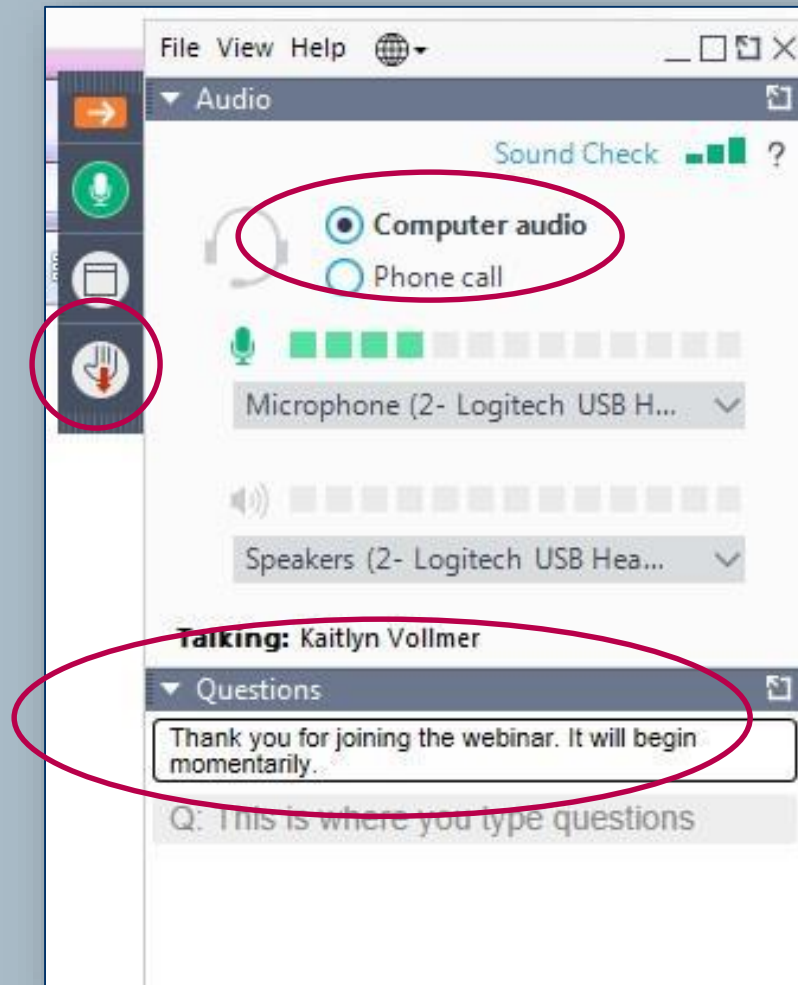 File View Help
Audio
Sound Check ?
Computer audio
Phone call
Microphone (2- Logitech USB H...
Speakers (2- Logitech USB Hea...
Talking: Kaitlyn Vollmer
Questions
Thank you for joining the webinar. It will begin
momentarily.
Q: This is where you type questions